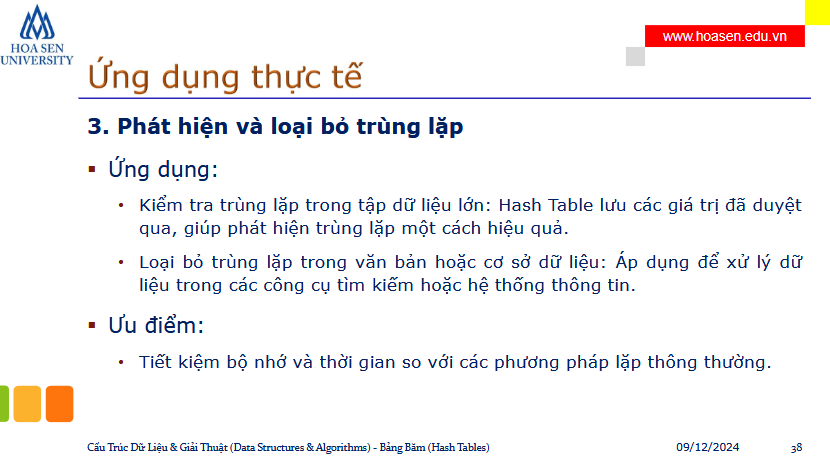 HOA SEN
UNIVERSITY
www.hoasen.edu.vn
Ứng dụng thực tế
3. Phát hiện và loại bỏ trùng lặp
▪ Ứng dụng:
• Kiểm tra trùng lặp trong tập dữ liệu lớn: Hash Table lưu các giá trị đã duyệt
qua, giúp phát hiện trùng lặp một cách hiệu quả.
• Loại bỏ trùng lặp trong văn bản hoặc cơ sở dữ liệu: Áp dụng để xử lý dữ
liệu trong các công cụ tìm kiếm hoặc hệ thống thông tin.
▪ Ưu điểm:
• Tiết kiệm bộ nhớ và thời gian so với các phương pháp lặp thông thường.
Cấu Trúc Dữ Liệu & Giải Thuật (Data Structures & Algorithms) - Bảng Băm (Hash Tables)
09/12/2024
38